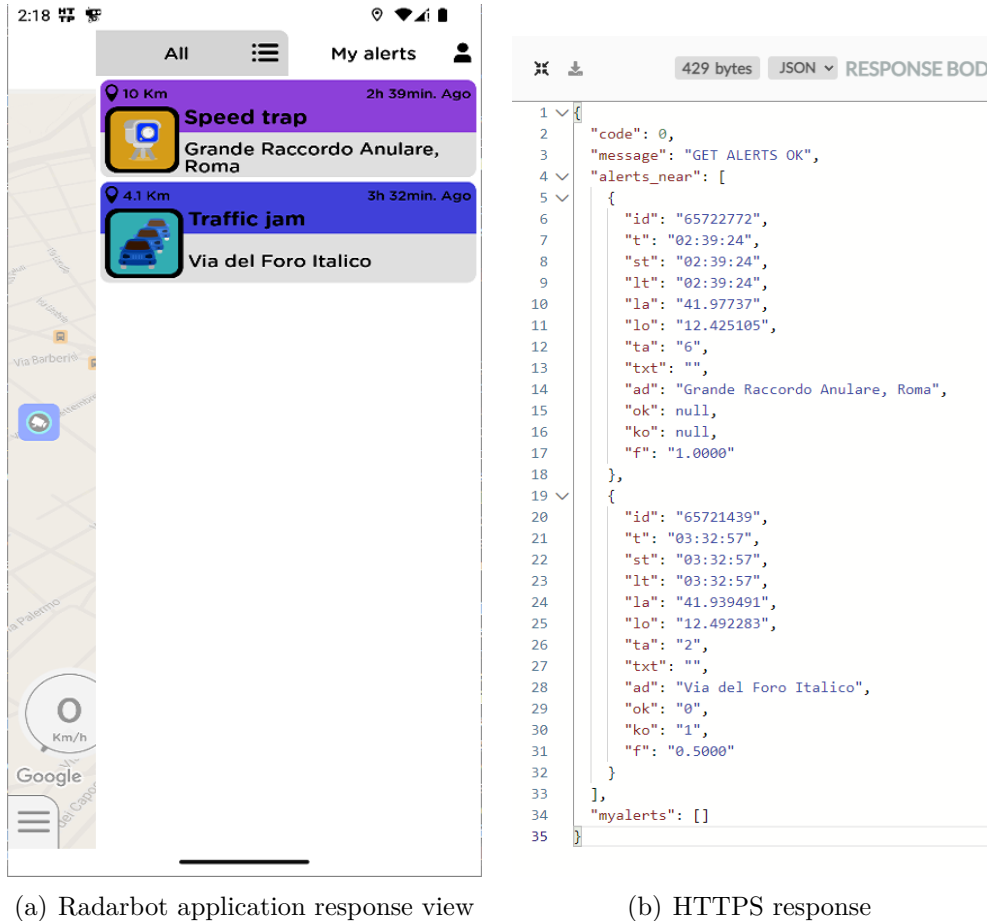 2:18 HT TP
All
My alerts
10 Km
2h 39min. Ago
Speed trap
Grande Raccordo Anulare,
Roma
4.1 Km
3h 32min. Ago
Traffic jam
Via del Foro Italico
Via Barberini
Palermo
0
Km/h
Google
dei Capo
429 bytes
JSON
RESPONSE BOD
1 {
2 "code": 0,
3 "message": "GET ALERTS OK",
4 "alerts_near": [
5 {
6 "id": "65722772",
7 "t": "02:39:24",
8 "st": "02:39:24",
9 "lt": "02:39:24",
10 "la": "41.97737",
11 "lo": "12.425105",
12 "ta": "6",
13 "txt": "",
14 "ad": "Grande Raccordo Anulare, Roma",
15 "ok": null,
16 "ko": null,
17 "f": "1.0000"
18 },
19 {
20 "id": "65721439",
21 "t": "03:32:57",
22 "st": "03:32:57",
23 "lt": "03:32:57",
24 "la": "41.939491",
25 "lo": "12.492283",
26 "ta": "2",
27 "txt": "",
28 "ad": "Via del Foro Italico",
29 "ok": "0",
30 "ko": "1",
31 "f": "0.5000"
32 }
33 ],
34 "myalerts": []
35 }
(a) Radarbot application response view
(b) HTTPS response